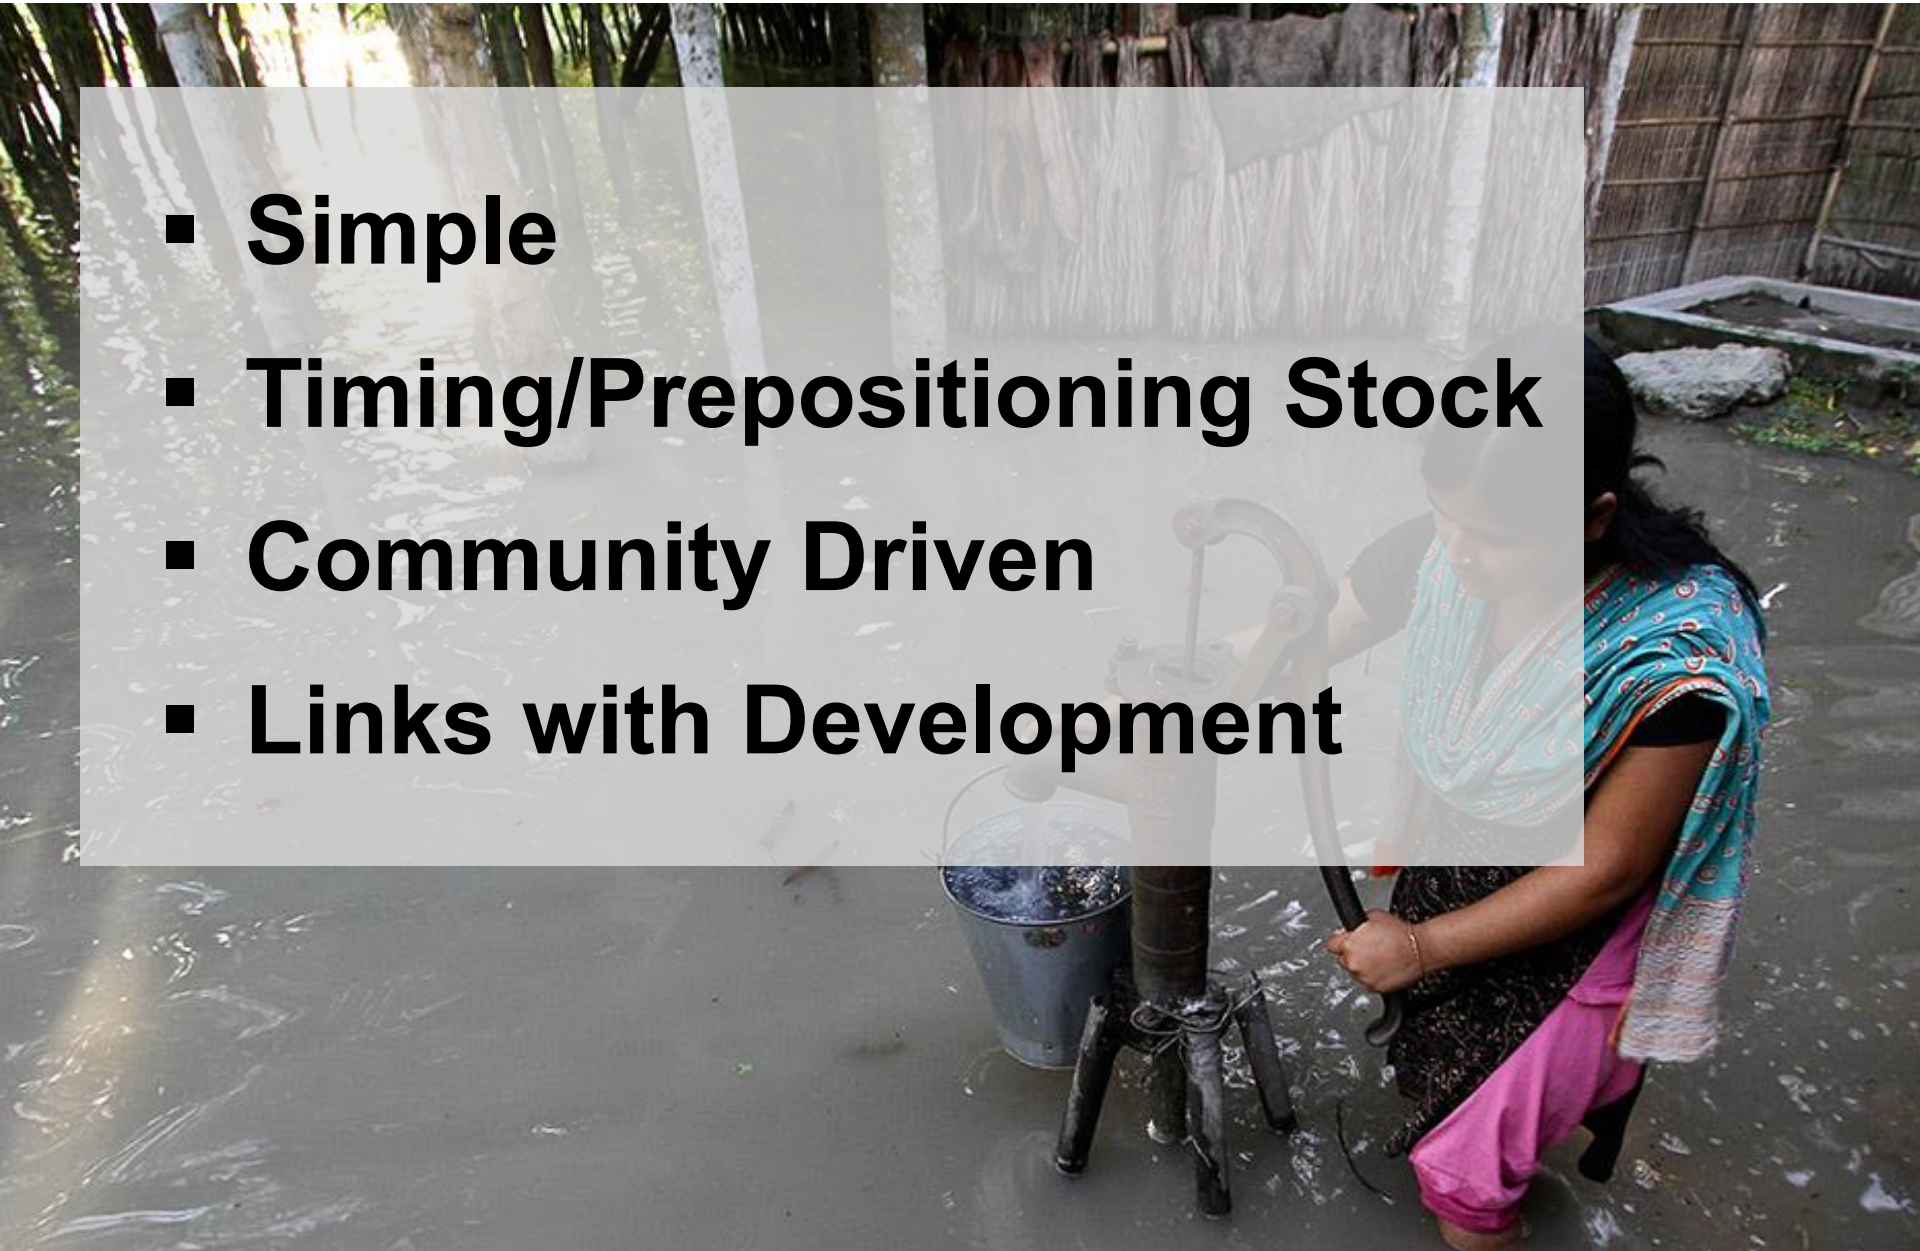 ▪ Simple
▪ Timing/Prepositioning Stock
▪ Community Driven
▪ Links with Development